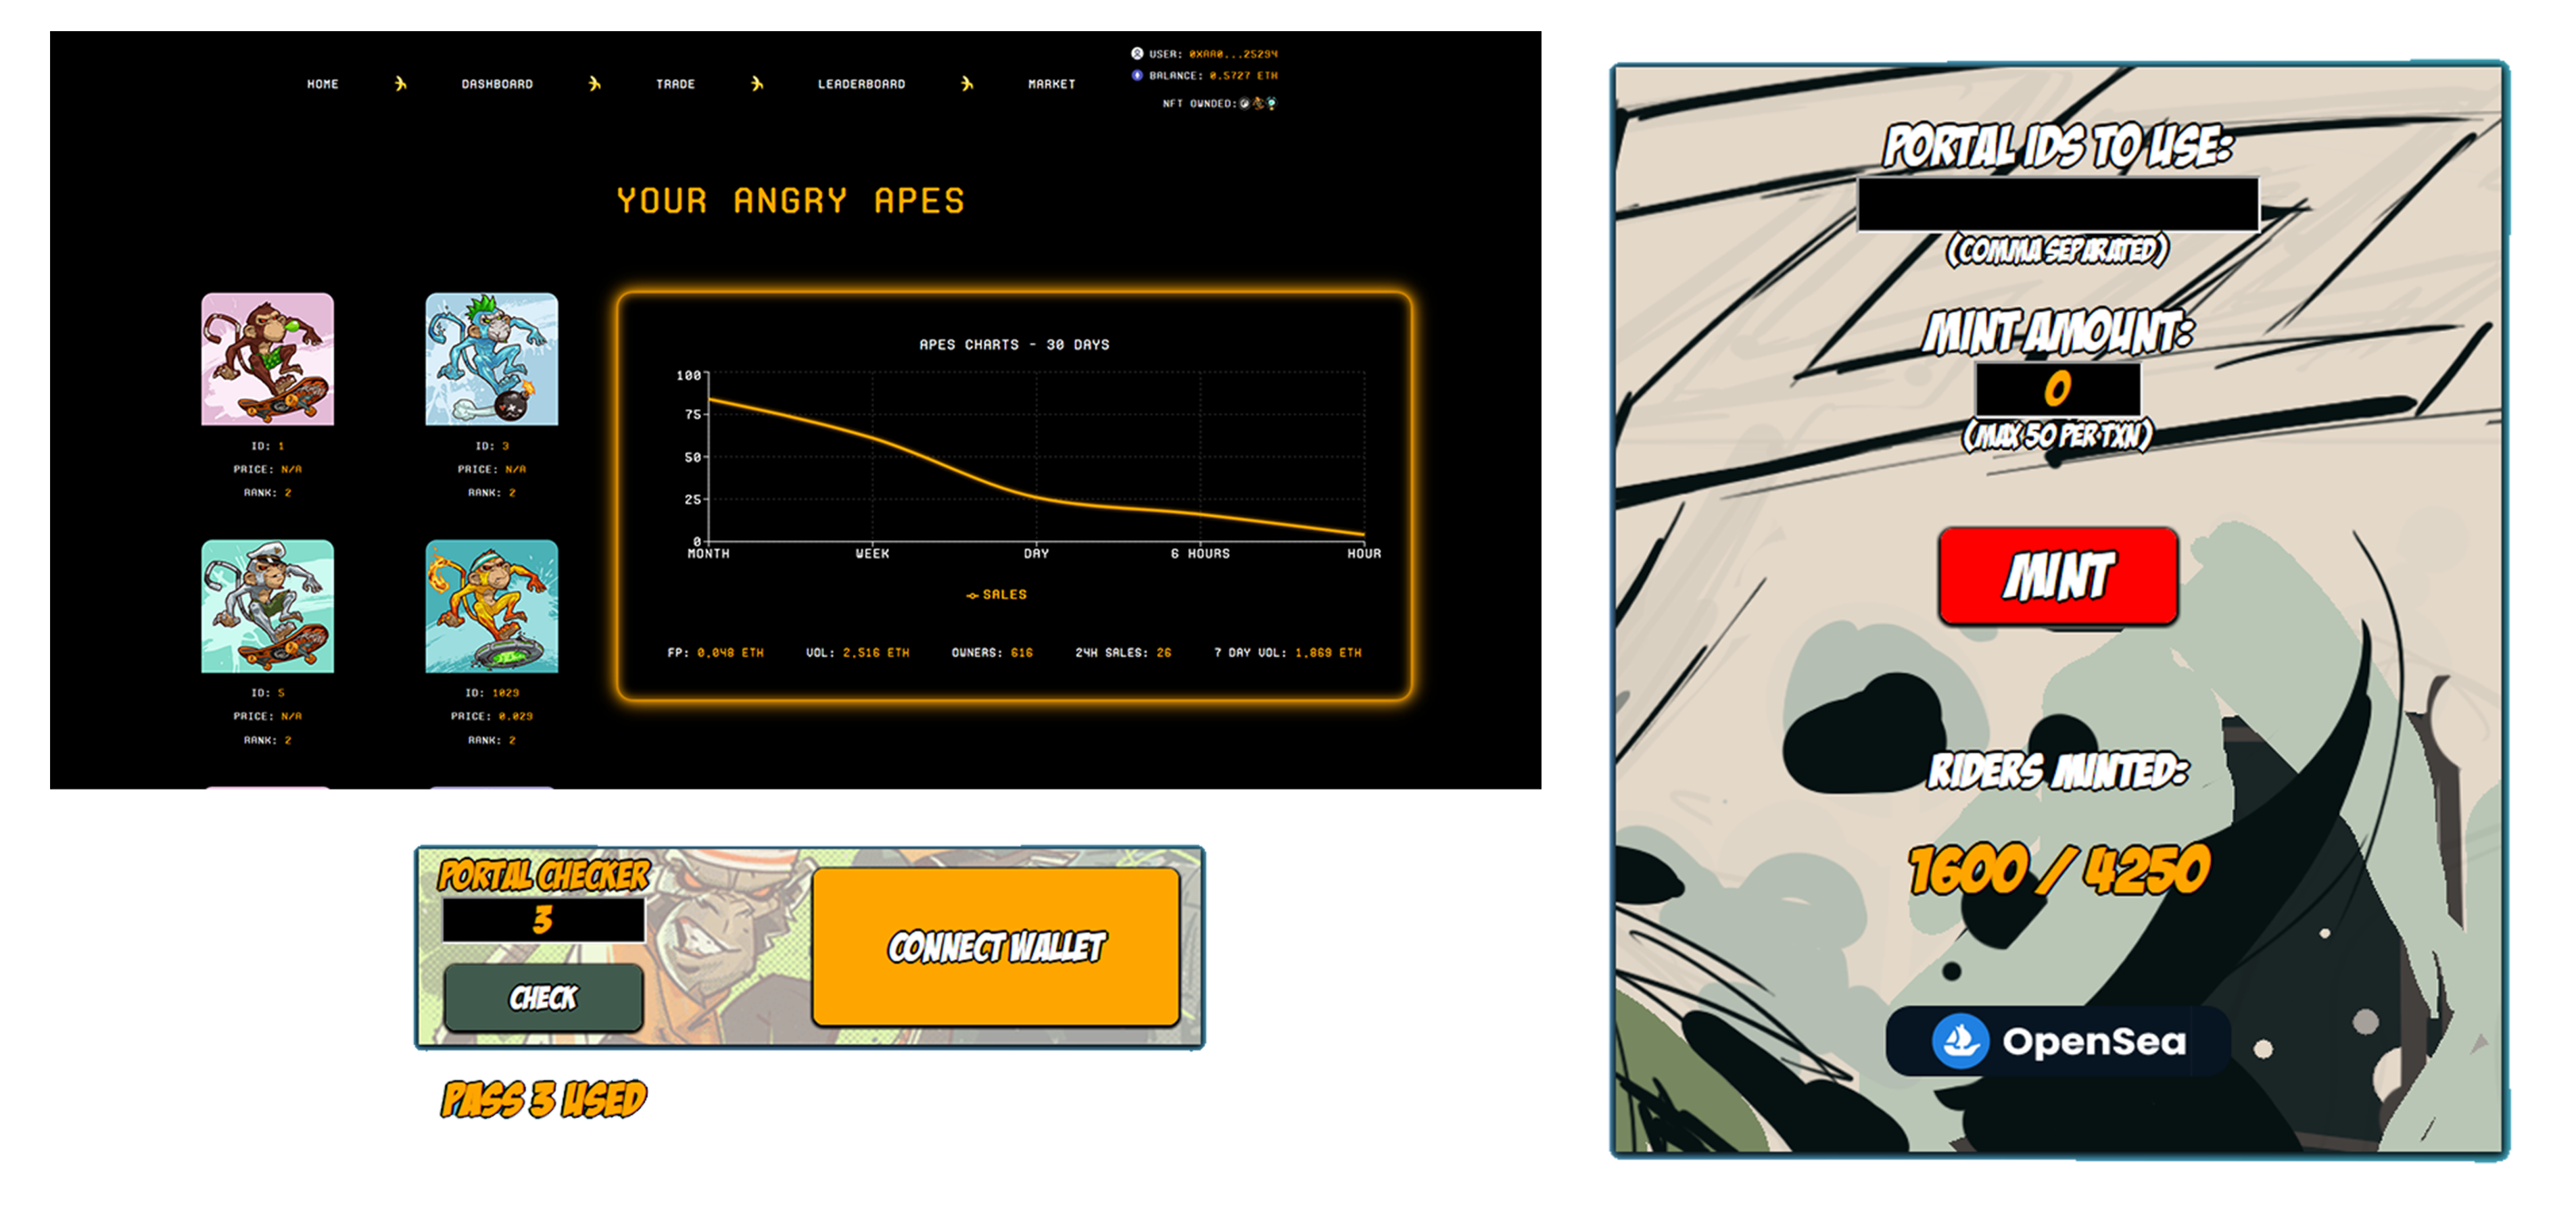 HOME DASHBOARD TRADE LEADERBOARD MARKET
USER: 0XAA0...25294
BALANCE: 0.5727 ETH
NFT OWNDED:
YOUR ANGRY APES
ID: 1
PRICE: N/A
RANK: 2
ID: 3
PRICE: N/A
RANK: 2
ID: 5
PRICE: N/A
RANK: 2
ID: 1029
PRICE: 0.029
RANK: 2
APES CHARTS - 30 DAYS
100
75
50
25
0
MONTH WEEK DAY 6 HOURS HOUR
SALES
FP: 0.048 ETH VOL: 2.516 ETH OWNERS: 616 24H SALES: 26 7 DAY VOL: 1.869 ETH
PORTAL CHECKER
3
CHECK
CONNECT WALLET
PASS 3 USED
PORTAL IDS TO USE:
(COMMA SEPARATED)
MINT AMOUNT:
0
(MAX 50 PER TXN)
MINT
RIDERS MINTED:
1600 / 4250
OpenSea